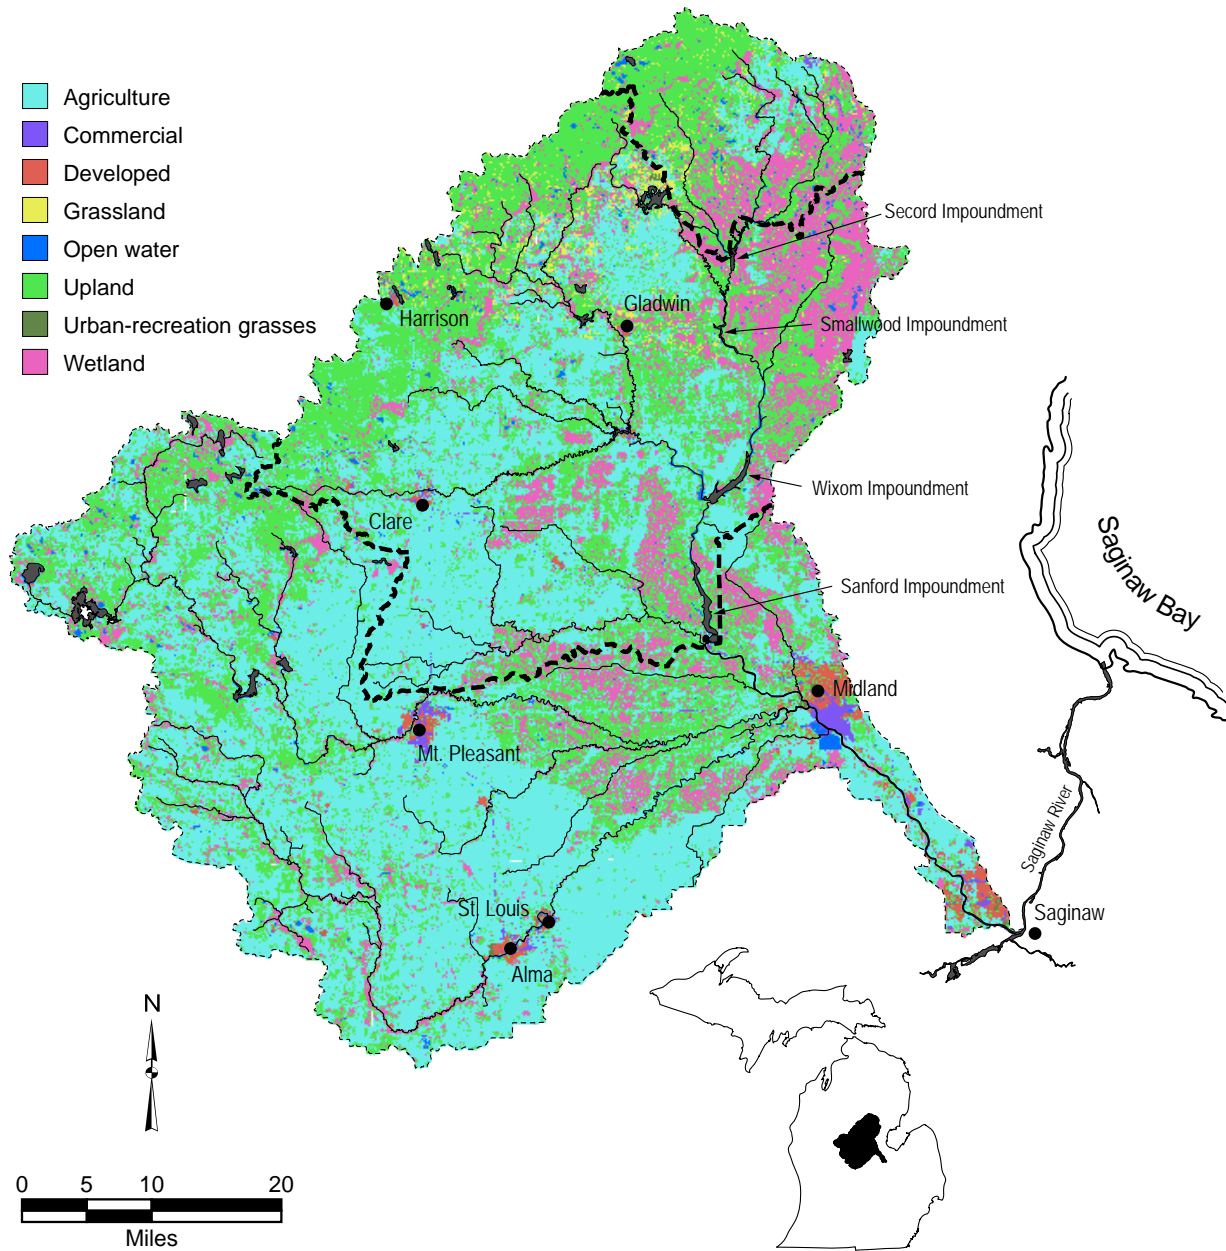 Agriculture
Commercial
Developed
Grassland
Open water
Upland
Urban-recreation grasses
Wetland
Secord Impoundment
Harrison
Gladwin
Smallwood Impoundment
Wixom Impoundment
Clare
Saginaw Bay
Sanford Impoundment
Midland
Mt. Pleasant
Saginaw River
St. Louis
Saginaw
Alma
N
0 5 10 20
Miles